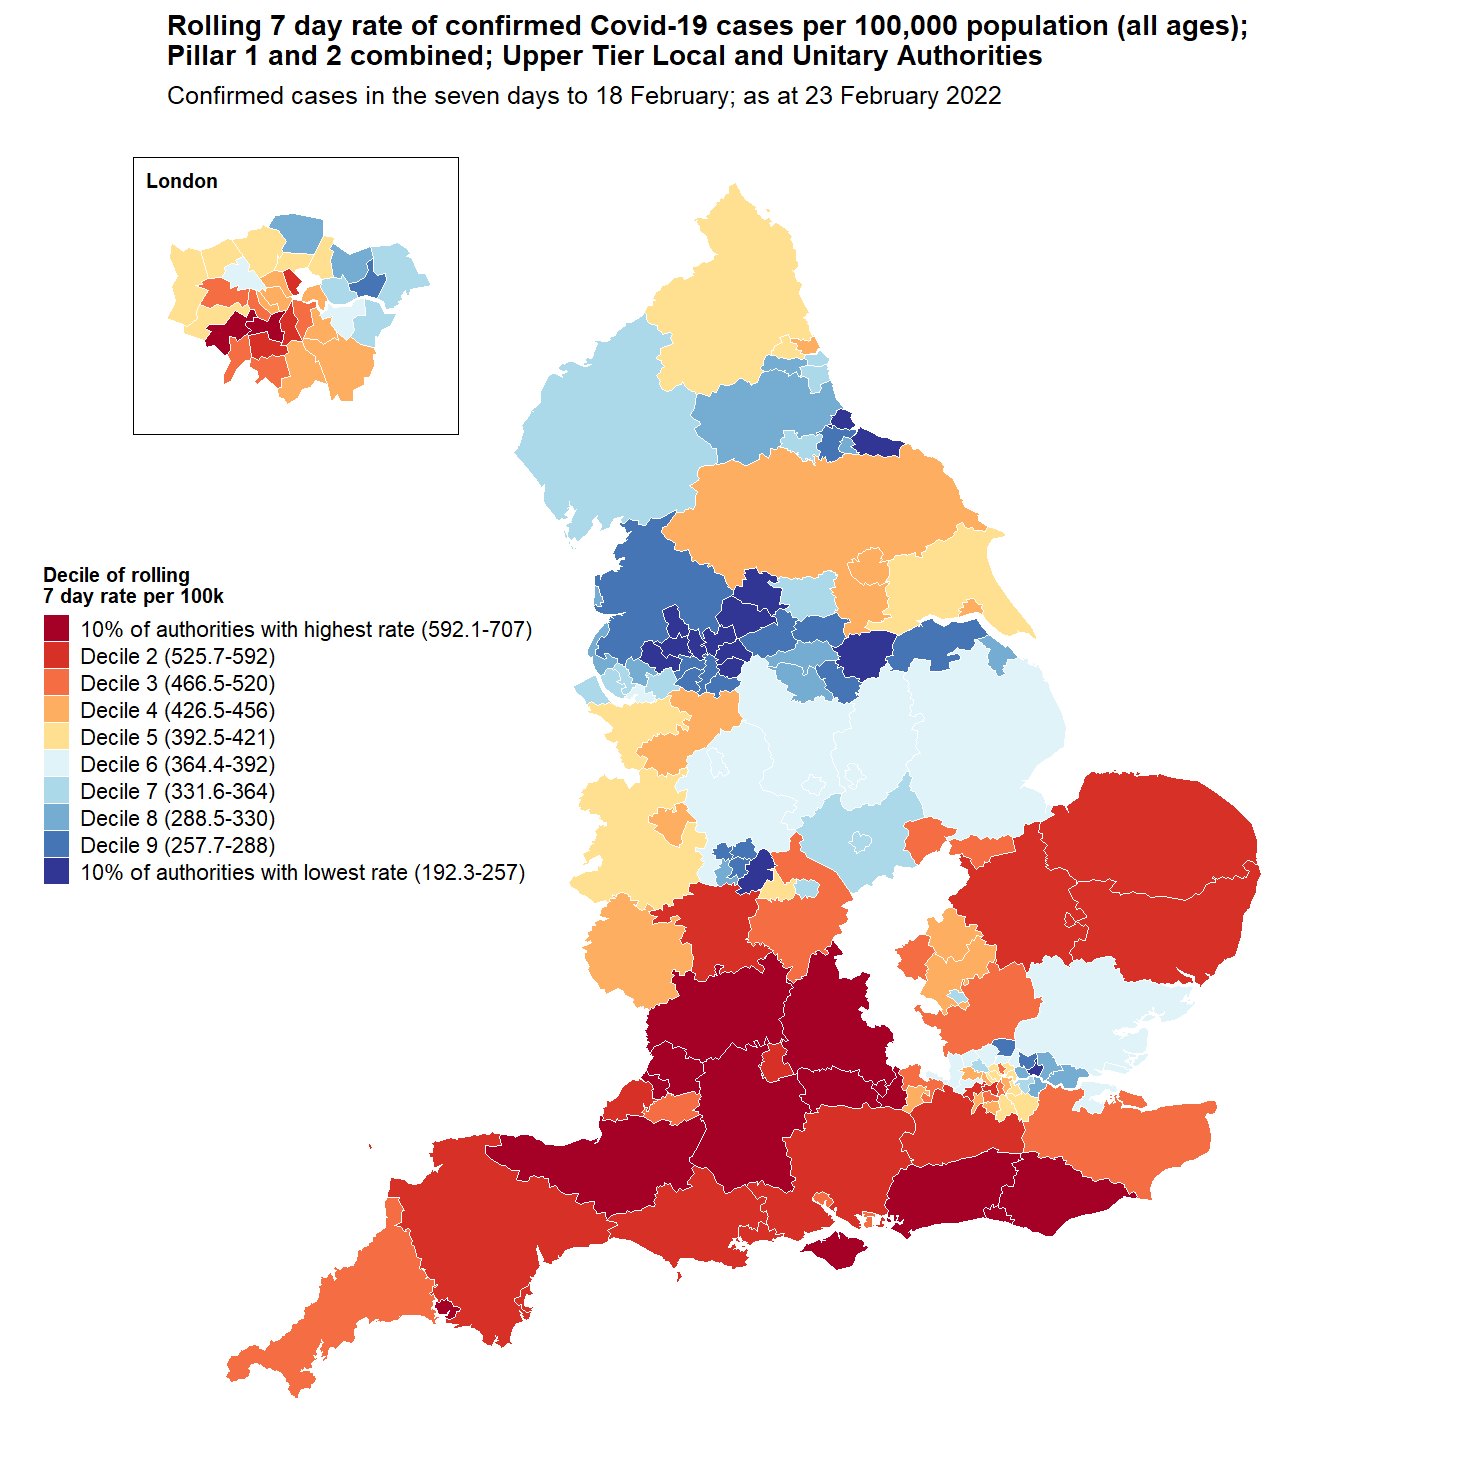 Rolling 7 day rate of confirmed Covid-19 cases per 100,000 population (all ages);
Pillar 1 and 2 combined; Upper Tier Local and Unitary Authorities
Confirmed cases in the seven days to 18 February; as at 23 February 2022
London
Decile of rolling
7 day rate per 100k
10% of authorities with highest rate (592.1-707)
Decile 2 (525.7-592)
Decile 3 (466.5-520)
Decile 4 (426.5-456)
Decile 5 (392.5-421)
Decile 6 (364.4-392)
Decile 7 (331.6-364)
Decile 8 (288.5-330)
Decile 9 (257.7-288)
10% of authorities with lowest rate (192.3-257)